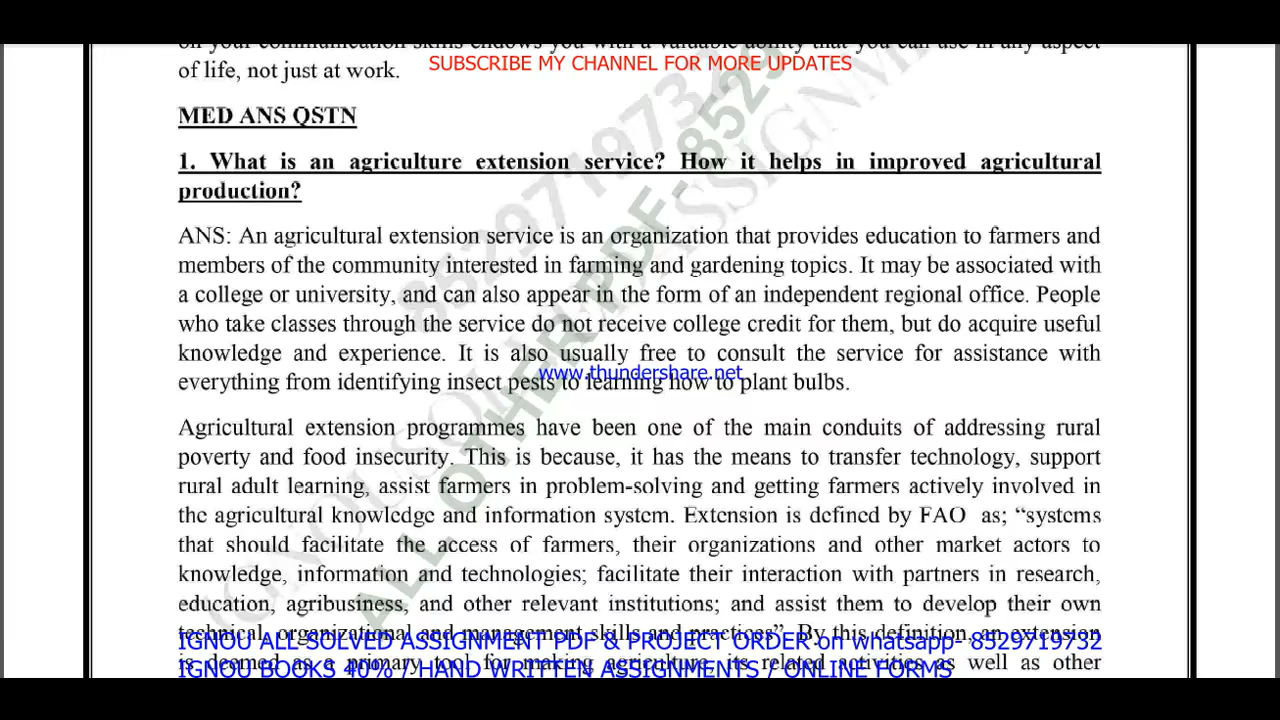 on your communication skills endows you with a valuable ability that you can use in any aspect
SUBSCRIBE MY CHANNEL FOR MORE UPDATES
of life, not just at work.
MED ANS QSTN
1. What is an agriculture extension service? How it helps in improved agricultural
production?
ANS: An agricultural extension service is an organization that provides education to farmers and
members of the community interested in farming and gardening topics. It may be associated with
a college or university, and can also appear in the form of an independent regional office. People
who take classes through the service do not receive college credit for them, but do acquire useful
knowledge and experience. It is also usually free to consult the service for assistance with
www.thundershare.net
everything from identifying insect pests to learning how to plant bulbs.
Agricultural extension programmes have been one of the main conduits of addressing rural
poverty and food insecurity. This is because, it has the means to transfer technology, support
rural adult learning, assist farmers in problem-solving and getting farmers actively involved in
the agricultural knowledge and information system. Extension is defined by FAO as; “systems
that should facilitate the access of farmers, their organizations and other market actors to
knowledge, information and technologies; facilitate their interaction with partners in research,
education, agribusiness, and other relevant institutions; and assist them to develop their own
technical, organizational and management skills and practices”. By this definition, an extension
IGNOU ALL SOLVED ASSIGNMENT PDF & PROJECT ORDER on whatsapp- 8529719732
is deemed as a primary tool for making agriculture, its related activities as well as other
IGNOU BOOKS 40% / HAND WRITTEN ASSIGNMENTS / ONLINE FORMS
ALL OTHER PDF- 8529